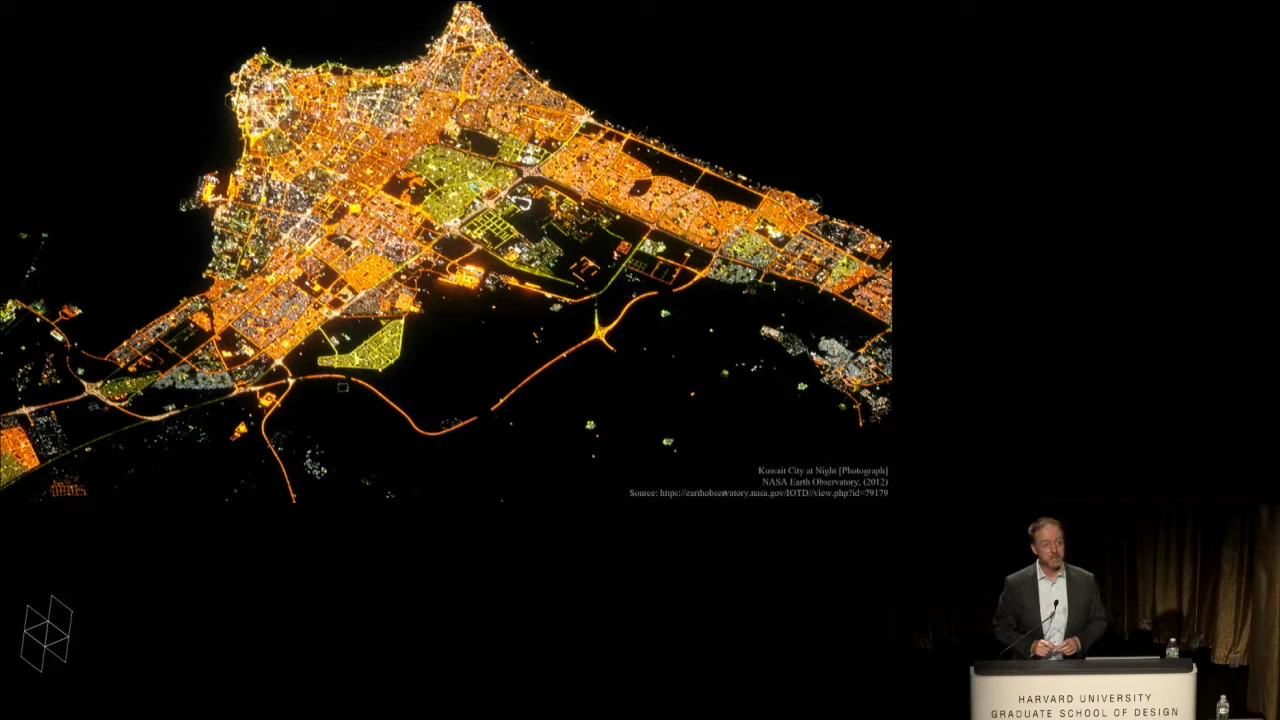 Kuwait City at Night [Photograph]
NASA Earth Observatory, (2012)
Source: https://earthobservatory.nasa.gov/IOTD//view.php?id=79179
HARVARD UNIVERSITY
GRADUATE SCHOOL OF DESIGN